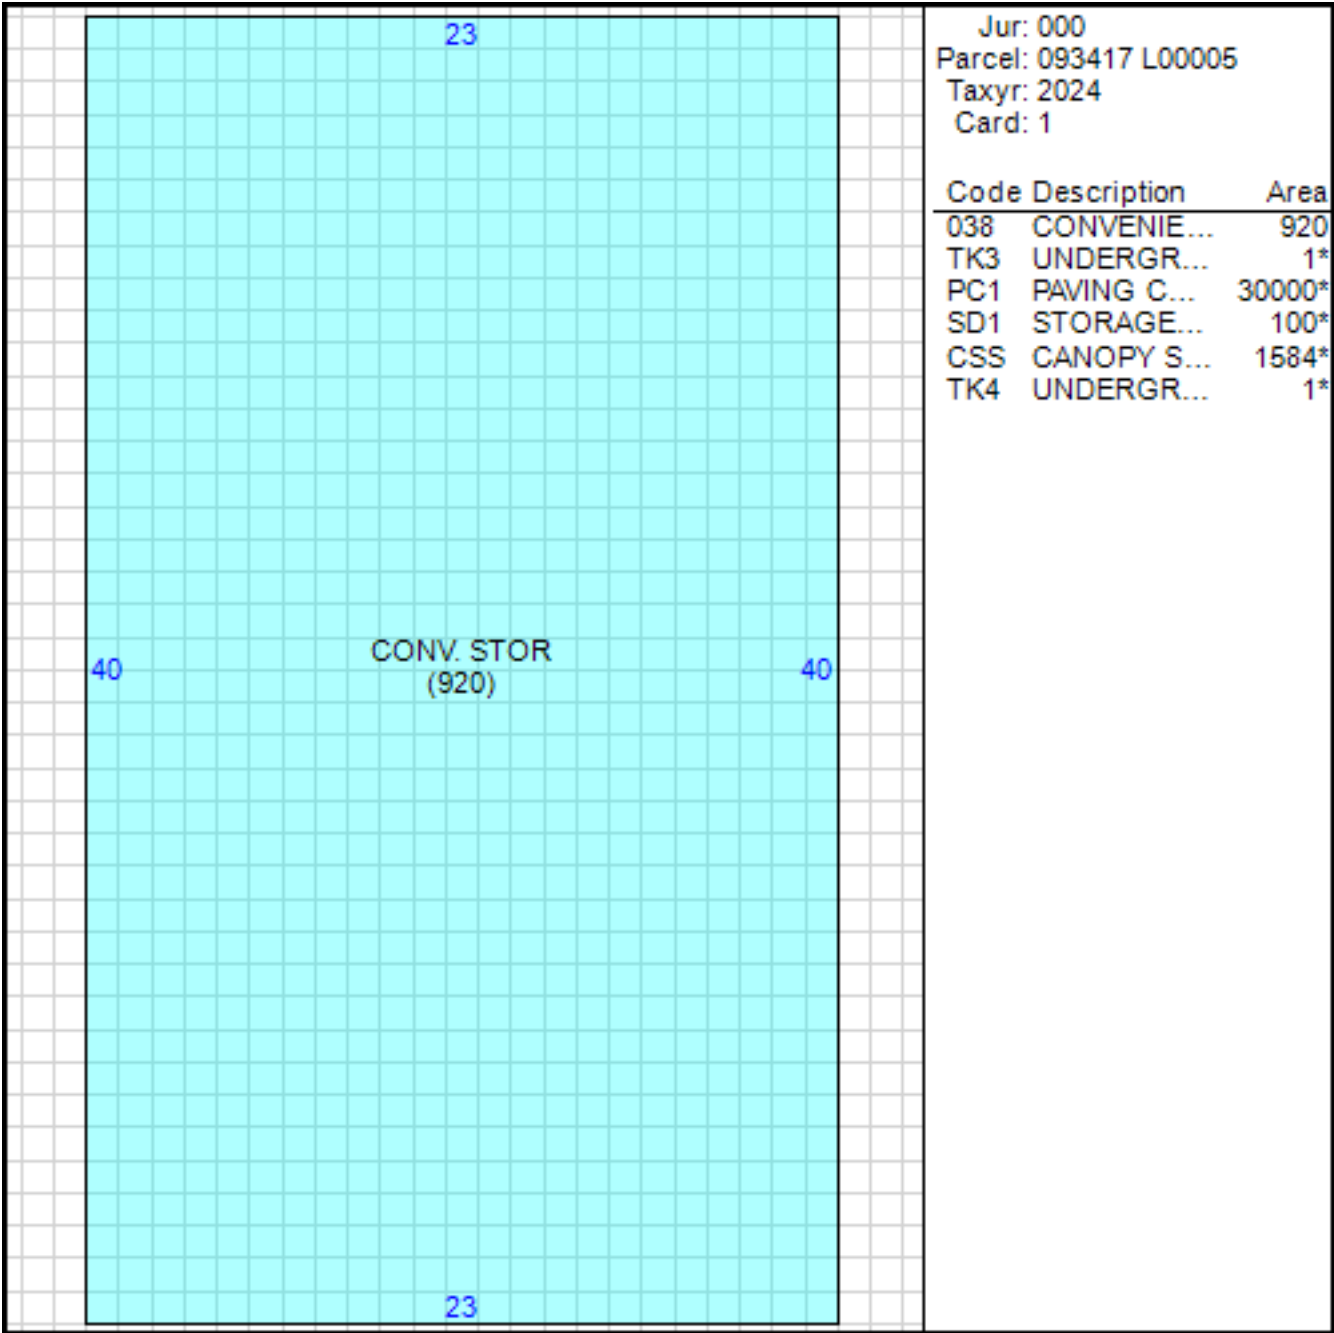 23
40
CONV. STOR
(920)
40
23
Jur: 000
Parcel: 093417 L00005
Taxyr: 2024
Card: 1
Code Description Area
038 CONVENIE... 920
TK3 UNDERGR... 1*
PC1 PAVING C... 30000*
SD1 STORAGE... 100*
CSS CANOPY S... 1584*
TK4 UNDERGR... 1*